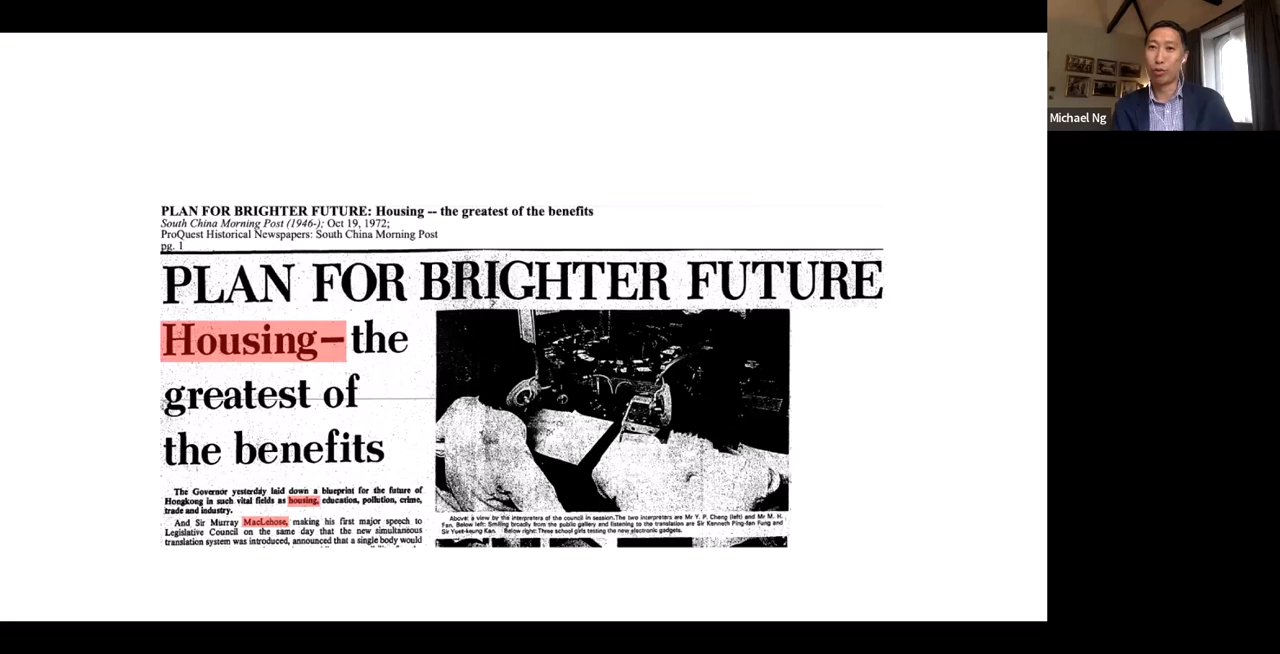 PLAN FOR BRIGHTER FUTURE: Housing -- the greatest of the benefits
South China Morning Post (1946-); Oct 19, 1972;
ProQuest Historical Newspapers: South China Morning Post
pg. 1
PLAN FOR BRIGHTER FUTURE
Housing—the
greatest of
the benefits
The Governor yesterday laid down a blueprint for the future of
Hongkong in such vital fields as housing, education, pollution, crime,
trade and industry.
And Sir Murray MacLehose, making his first major speech to
Legislative Council on the same day that the new simultaneous
translation system was introduced, announced that a single body would
Above: a view by the interpreters of the council in session. The two interpreters are Mr Y. P. Cheng (left) and Mr M. H.
Fan. Below left: Smiling broadly from the public gallery and listening to the translation are Sir Kenneth Ping-fan Fung and
Sir Yuet-keung Kan. Below right: Three school girls testing the new electronic gadgets.
Michael Ng